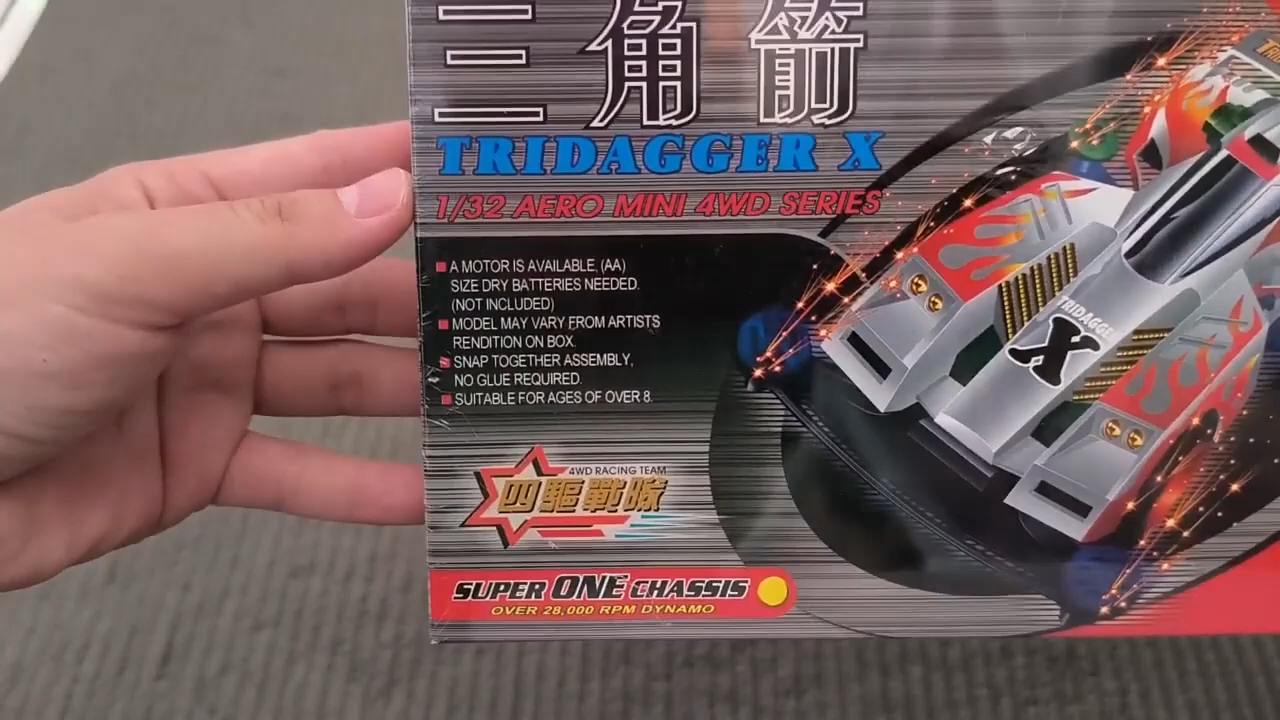 三角箭
TRIDAGGER X
1/32 AERO MINI 4WD SERIES
A MOTOR IS AVAILABLE, (AA)
SIZE DRY BATTERIES NEEDED.
(NOT INCLUDED)
MODEL MAY VARY FROM ARTISTS
RENDITION ON BOX.
SNAP TOGETHER ASSEMBLY,
NO GLUE REQUIRED.
SUITABLE FOR AGES OF OVER 8.
4WD RACING TEAM
四驅戰隊
SUPER ONE CHASSIS
OVER 28,000 RPM DYNAMO
TRIDAGGE
X